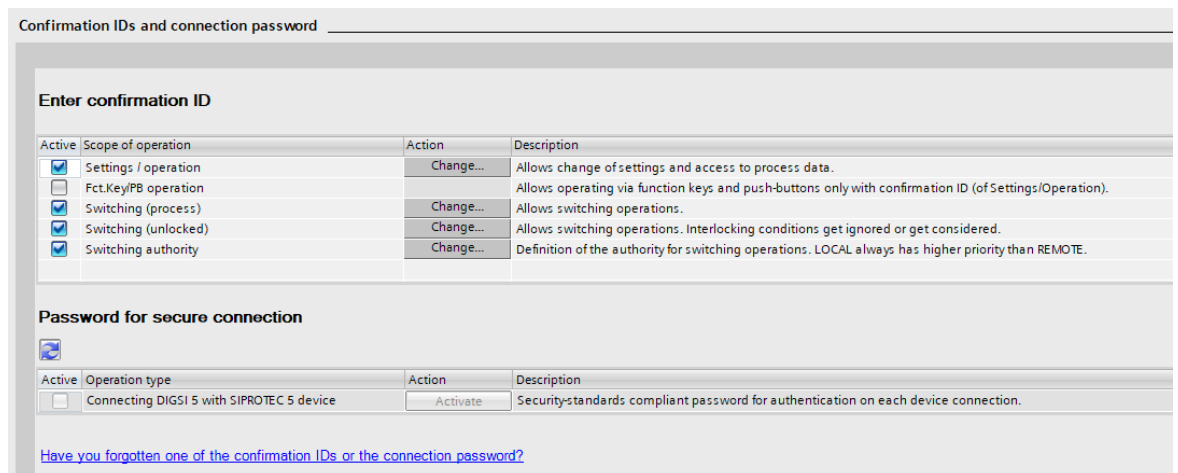 Confirmation IDs and connection password
Enter confirmation ID
Active Scope of operation Action Description
Settings / operation Change... Allows change of settings and access to process data.
Fct.Key/PB operation Allows operating via function keys and push-buttons only with confirmation ID (of Settings/Operation).
Switching (process) Change... Allows switching operations.
Switching (unlocked) Change... Allows switching operations. Interlocking conditions get ignored or get considered.
Switching authority Change... Definition of the authority for switching operations. LOCAL always has higher priority than REMOTE.
Password for secure connection
Active Operation type Action Description
Connecting DIGSI 5 with SIPROTEC 5 device Activate Security-standards compliant password for authentication on each device connection.
Have you forgotten one of the confirmation IDs or the connection password?